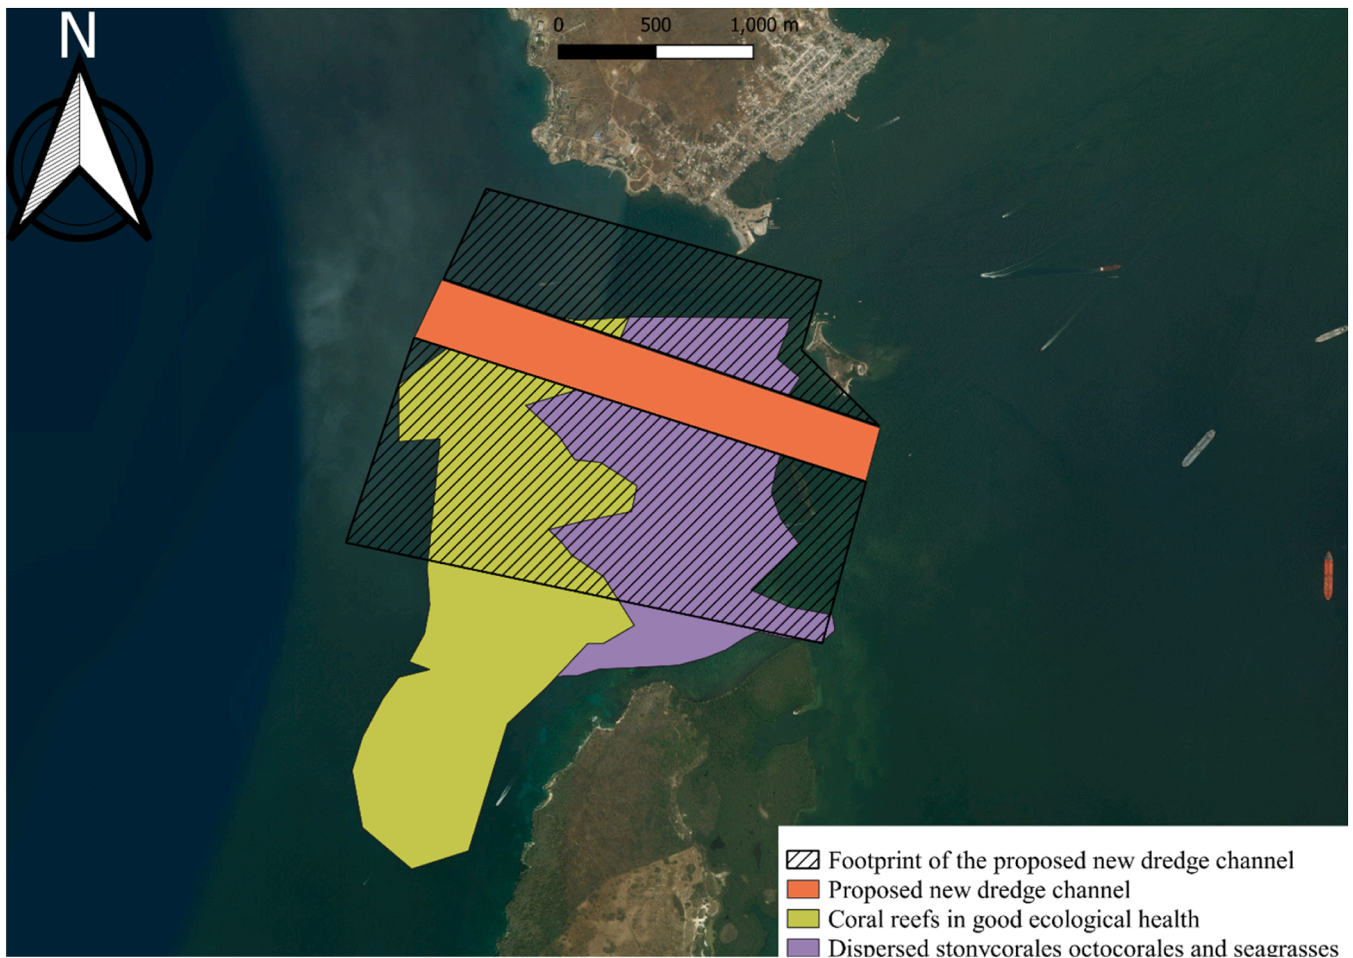 N
0 500 1,000 m
Footprint of the proposed new dredge channel
Proposed new dredge channel
Coral reefs in good ecological health
Dispersed stonycorales octocorales and seagrasses